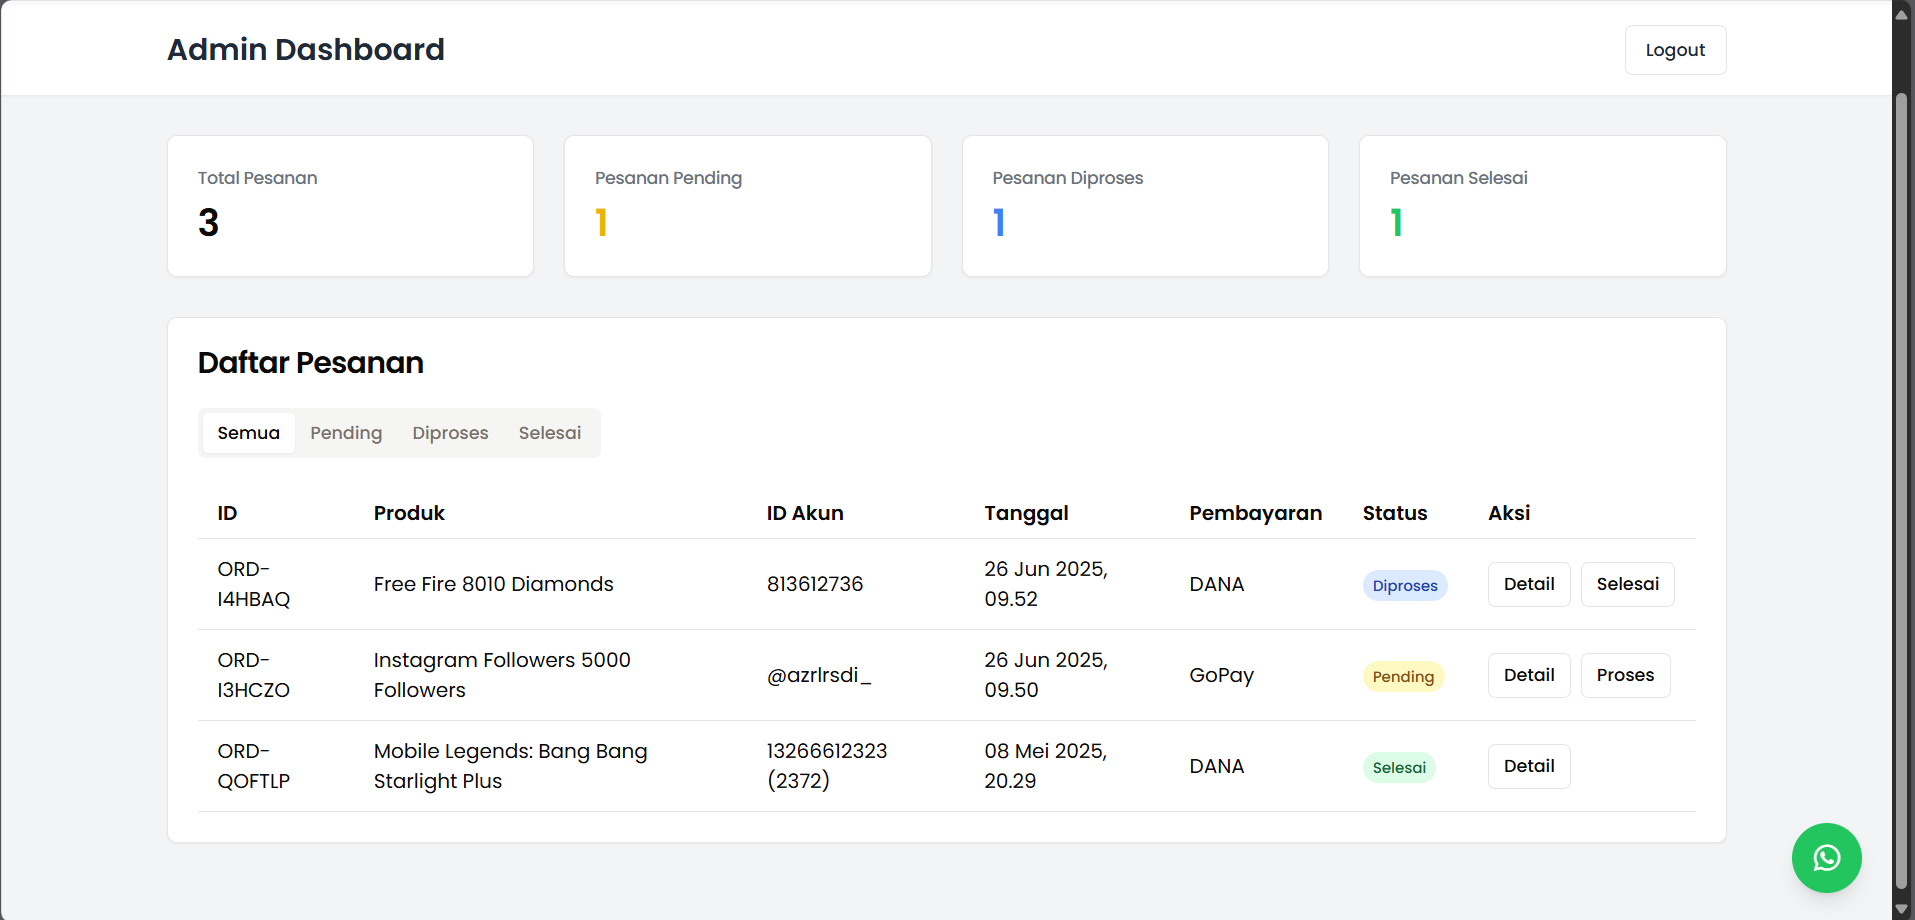 Admin Dashboard
Logout
Total Pesanan
3
Pesanan Pending
1
Pesanan Diproses
1
Pesanan Selesai
1
Daftar Pesanan
Semua Pending Diproses Selesai
ID Produk ID Akun Tanggal Pembayaran Status Aksi
ORD-
I4HBAQ
Free Fire 8010 Diamonds
813612736
26 Jun 2025,
09.52
DANA
Diproses
Detail
Selesai
ORD-
I3HCZO
Instagram Followers 5000
Followers
@azrlrsdi_
26 Jun 2025,
09.50
GoPay
Pending
Detail
Proses
ORD-
QOFTLP
Mobile Legends: Bang Bang
Starlight Plus
13266612323
(2372)
08 Mei 2025,
20.29
DANA
Selesai
Detail